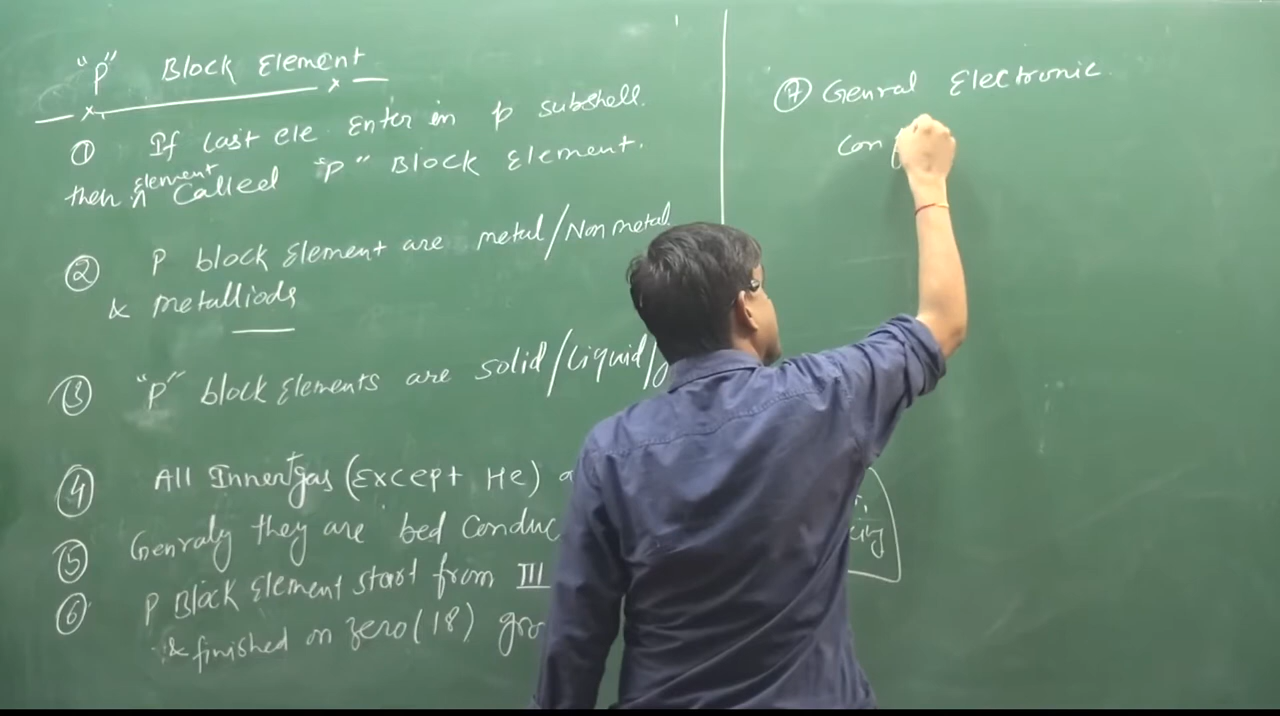 "P" Block Element
① If Last ele Enter in p subshell.
then element called "P" Block Element.
② P block Element are metal/Non metal
& metalliods
③ "P" block Elements are solid/Liquid/
④ All Innertgas (Except He)
⑤ Genraly they are bed conduc
⑥ P Block Element start from III
& finished on zero(18) gro
⑦ Genral Electronic
con